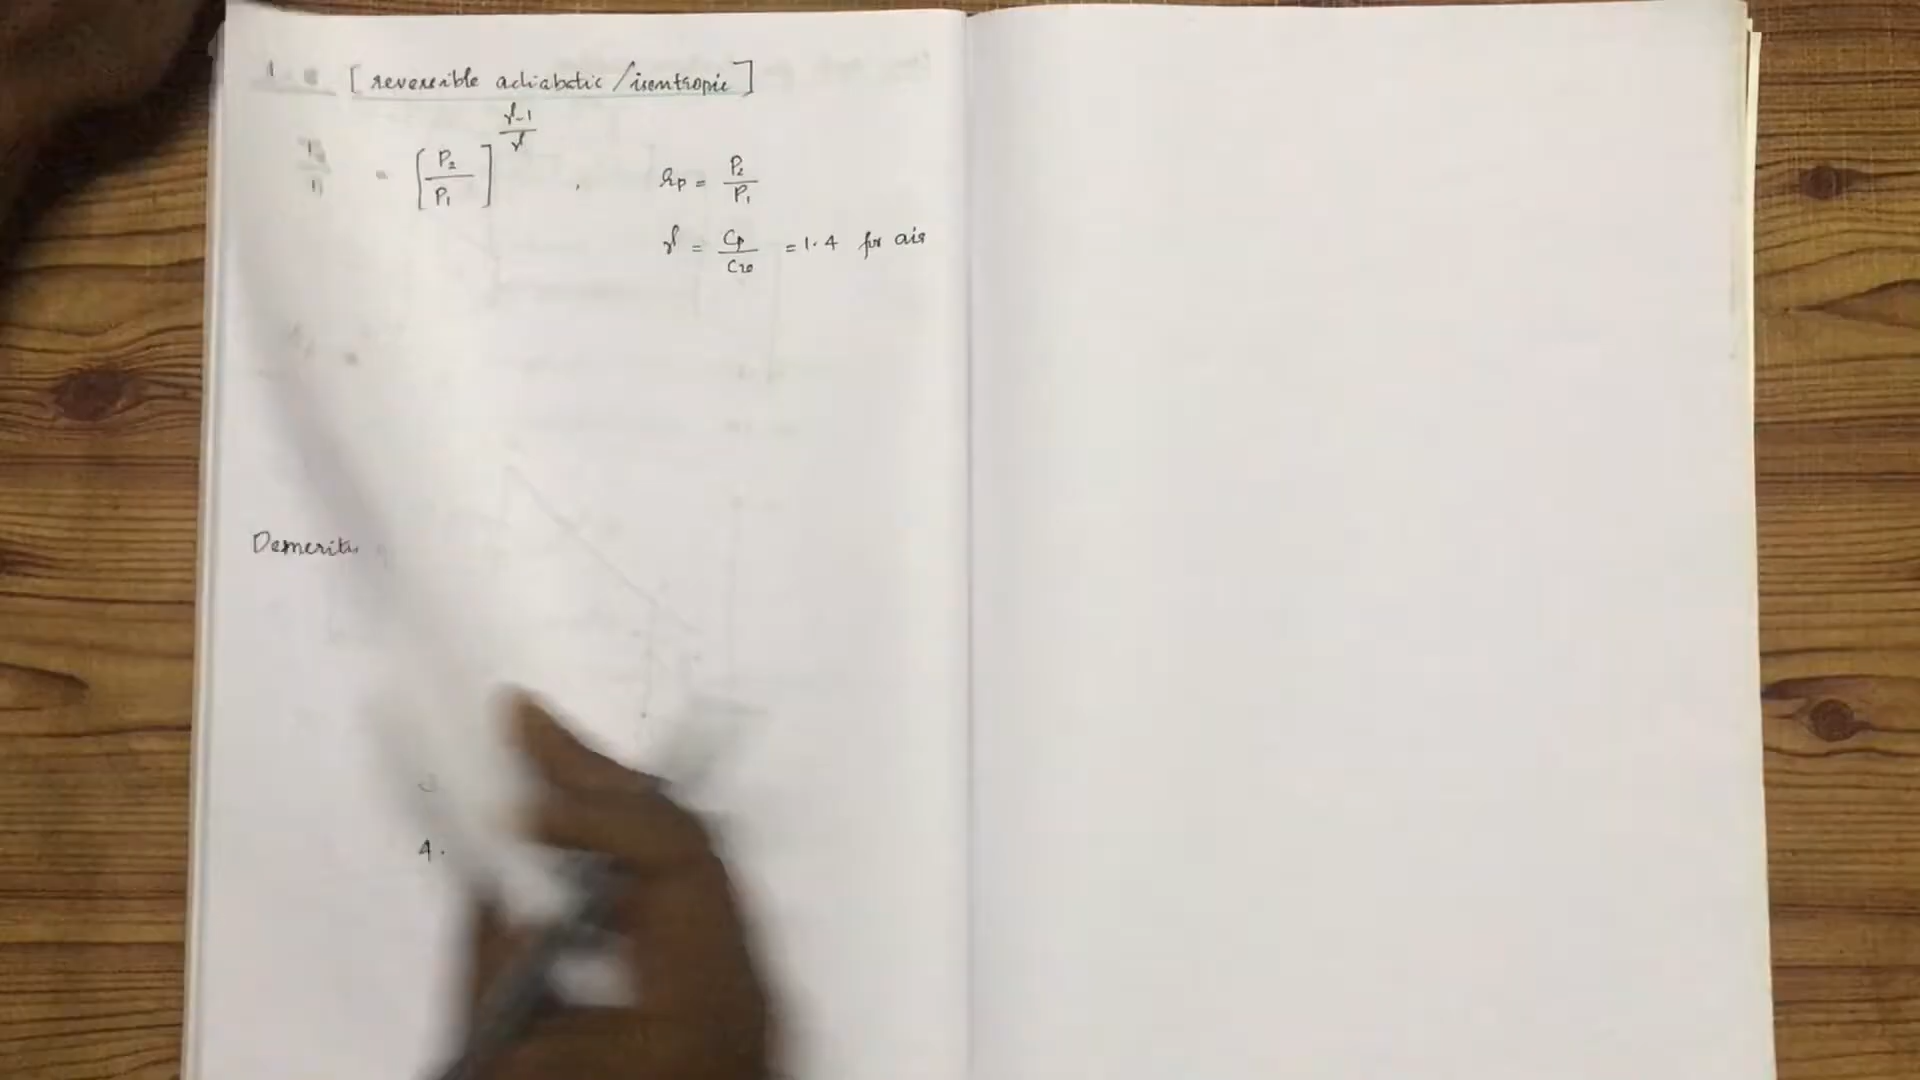 [ reversible adiabatic / isentropic ]
= [ P₂ / P₁ ]^(γ-1 / γ) , rp = P₂ / P₁
γ = Cp / Cv = 1.4 for air
Demerits
4.